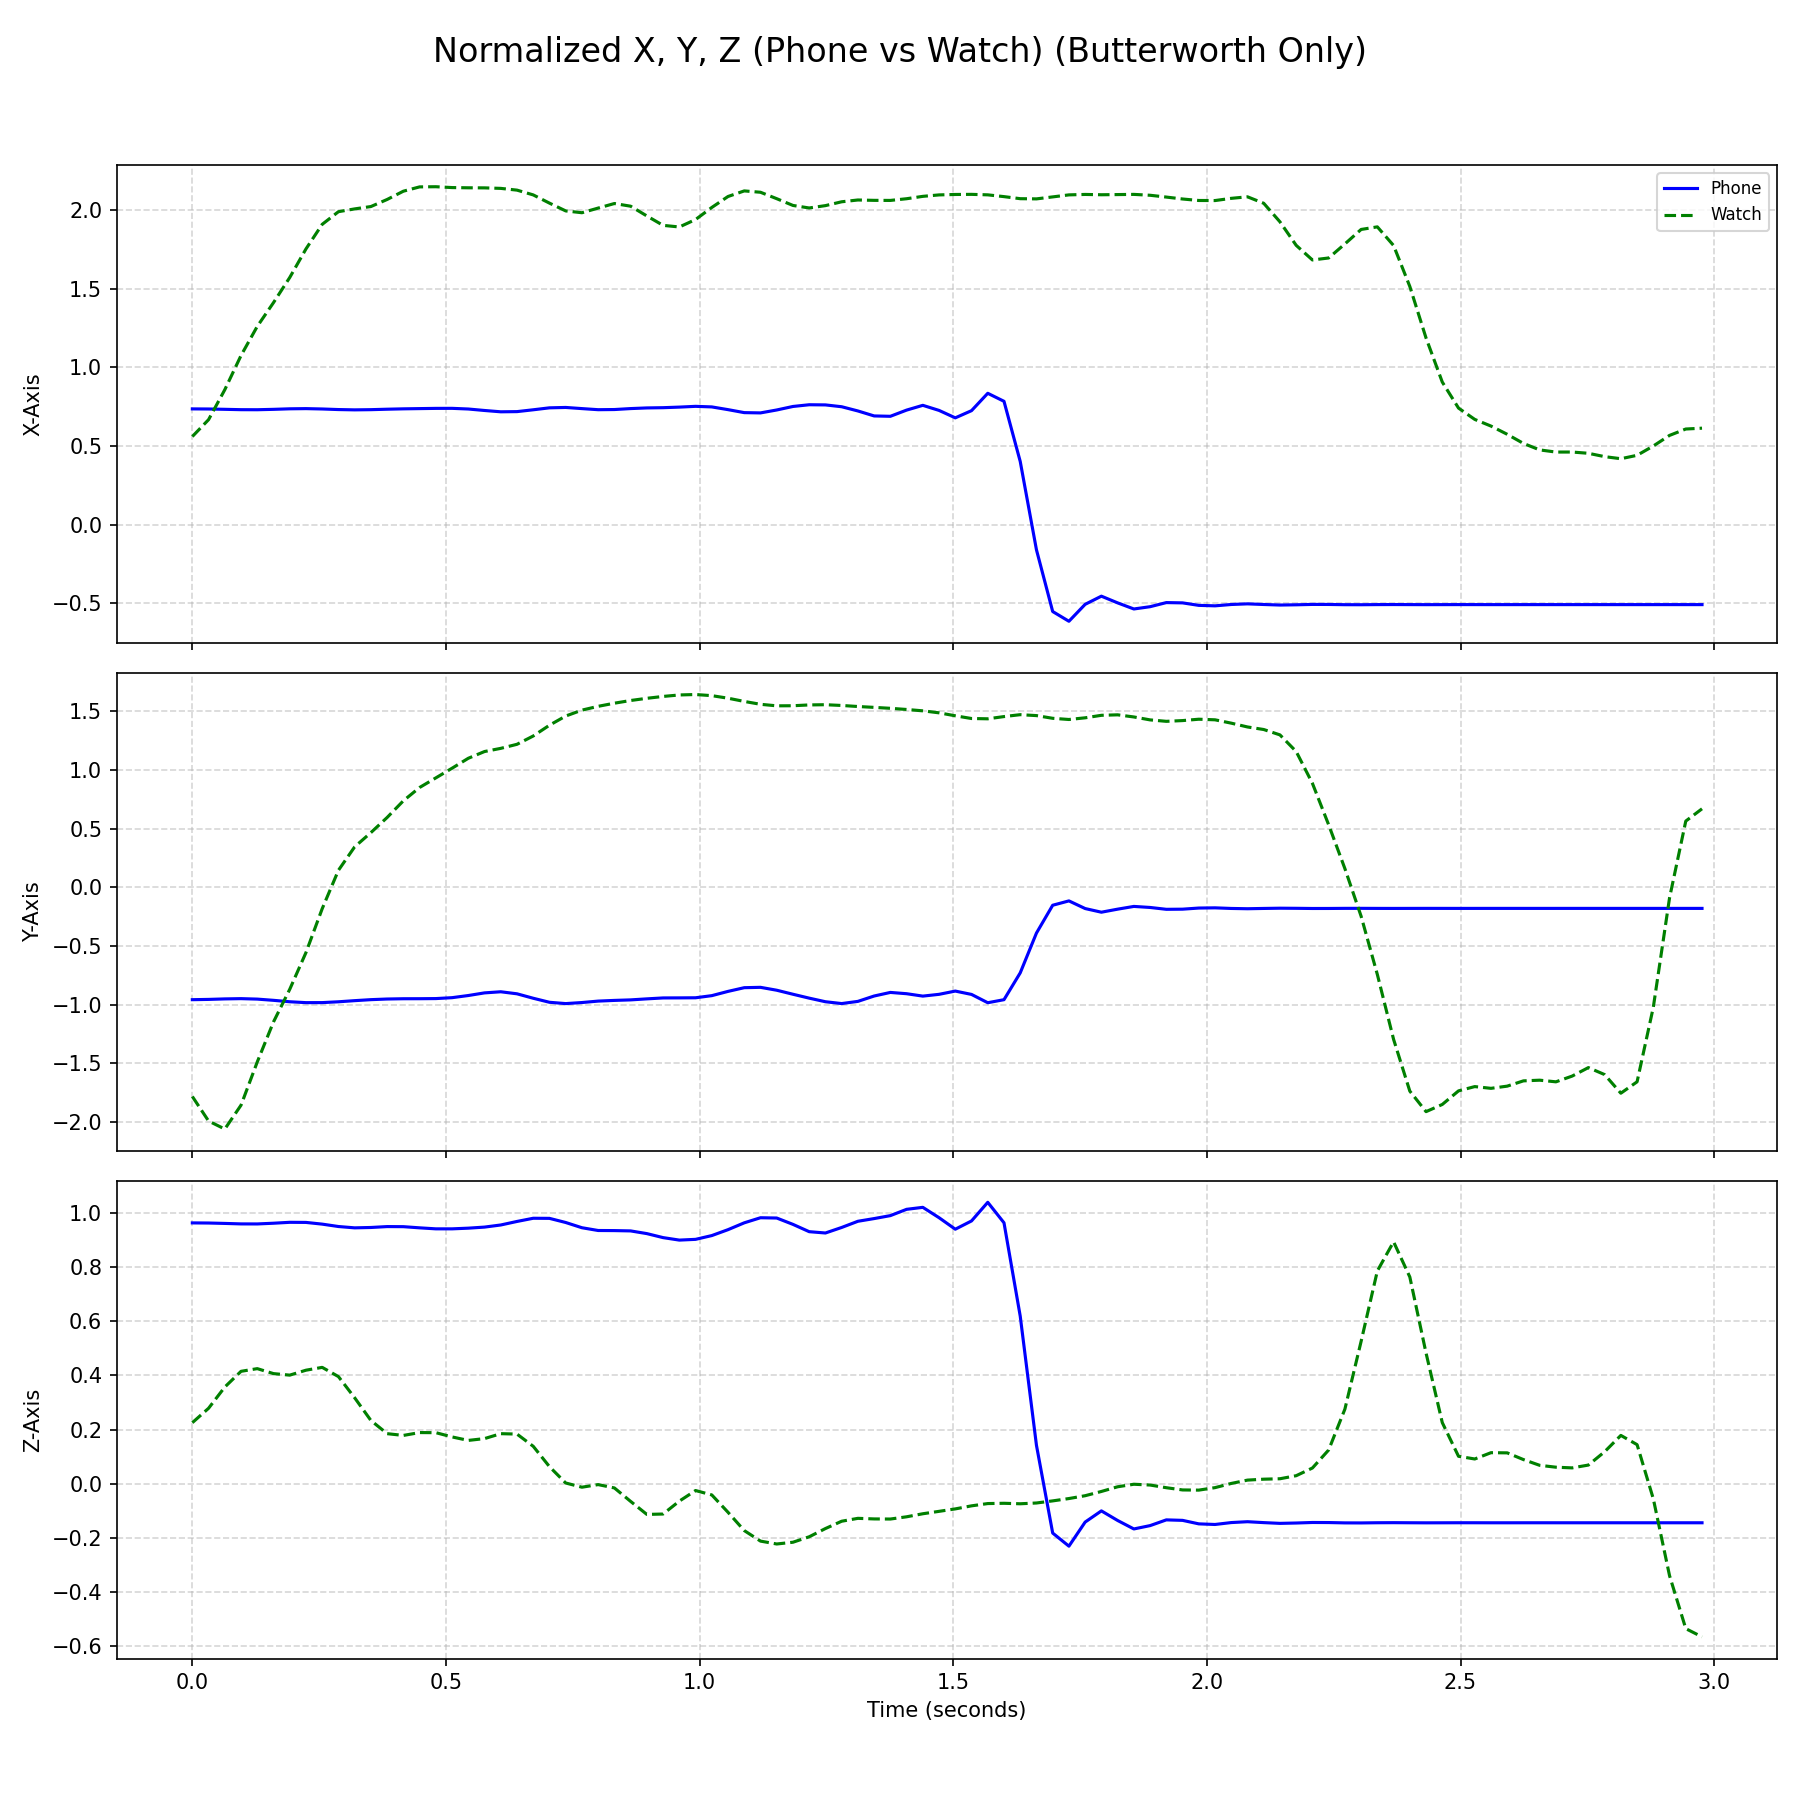 Normalized X, Y, Z (Phone vs Watch) (Butterworth Only)
Phone
Watch
X-Axis
2.0
1.5
1.0
0.5
0.0
−0.5
Y-Axis
1.5
1.0
0.5
0.0
−0.5
−1.0
−1.5
−2.0
Z-Axis
1.0
0.8
0.6
0.4
0.2
0.0
−0.2
−0.4
−0.6
0.0 0.5 1.0 1.5 2.0 2.5 3.0
Time (seconds)